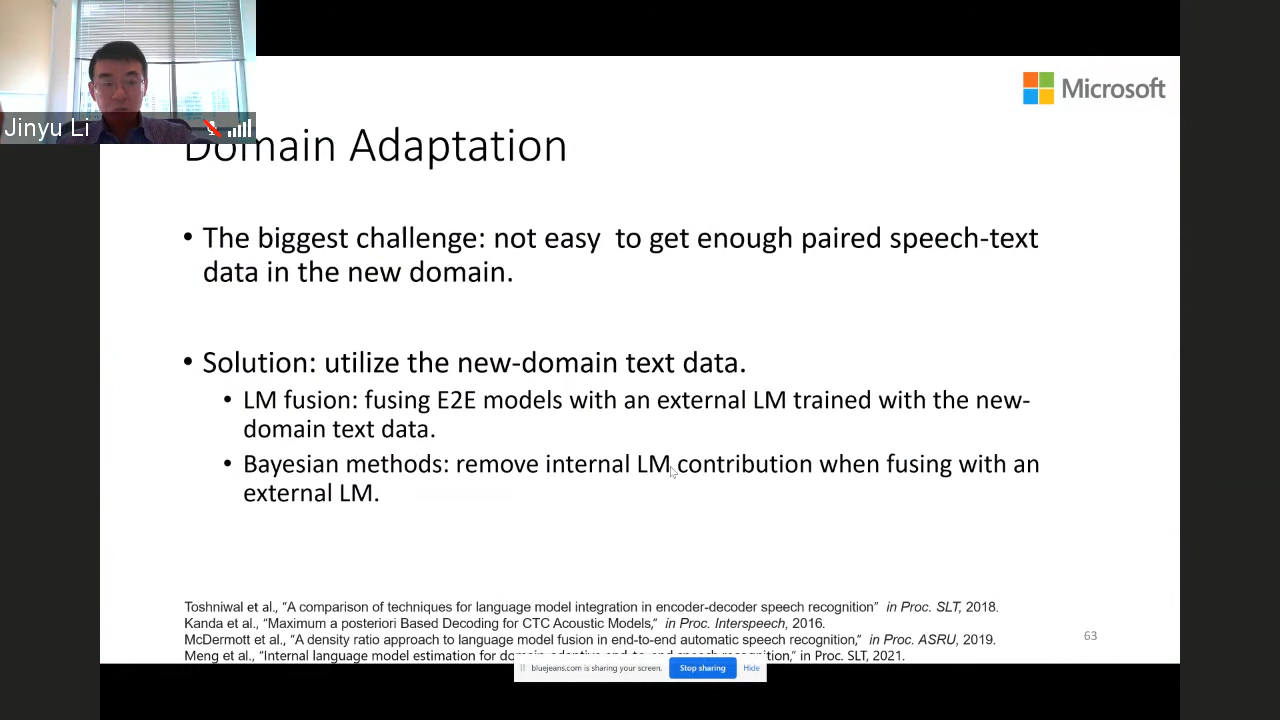 Jinyu Li
Microsoft
Domain Adaptation
• The biggest challenge: not easy to get enough paired speech-text
data in the new domain.
• Solution: utilize the new-domain text data.
• LM fusion: fusing E2E models with an external LM trained with the new-
domain text data.
• Bayesian methods: remove internal LM contribution when fusing with an
external LM.
Toshniwal et al., “A comparison of techniques for language model integration in encoder-decoder speech recognition” in Proc. SLT, 2018.
Kanda et al., “Maximum a posteriori Based Decoding for CTC Acoustic Models,” in Proc. Interspeech, 2016.
McDermott et al., “A density ratio approach to language model fusion in end-to-end automatic speech recognition,” in Proc. ASRU, 2019.
63
Meng et al., “Internal language model estimation for domain-adaptive end-to-end speech recognition,” in Proc. SLT, 2021.
bluejeans.com is sharing your screen.
Stop sharing
Hide